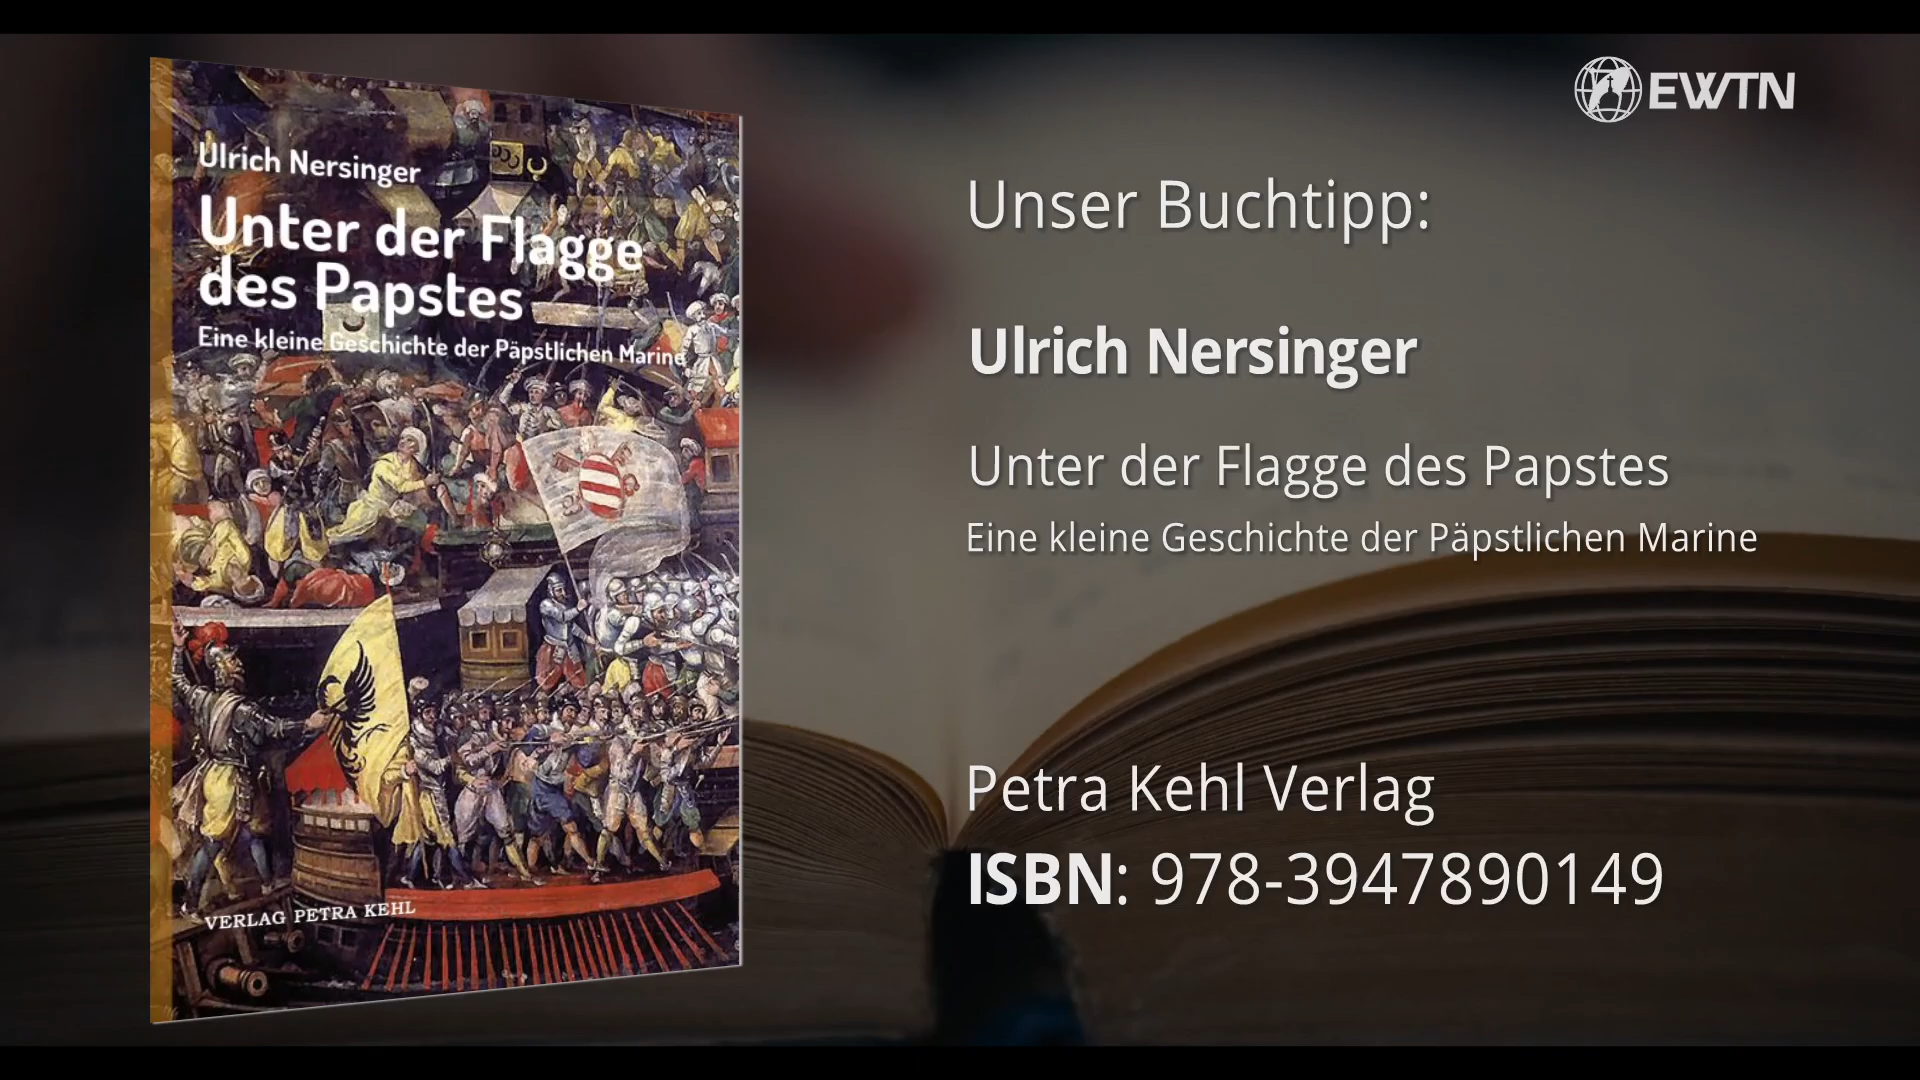 Ulrich Nersinger
Unter der Flagge
des Papstes
Eine kleine Geschichte der Päpstlichen Marine
VERLAG PETRA KEHL
EWTN
Unser Buchtipp:
Ulrich Nersinger
Unter der Flagge des Papstes
Eine kleine Geschichte der Päpstlichen Marine
Petra Kehl Verlag
ISBN: 978-3947890149